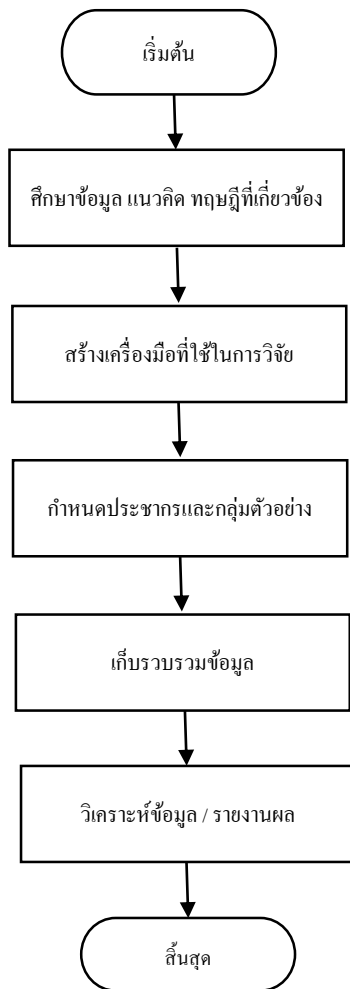 เริ่มต้น
ศึกษาข้อมูล แนวคิด ทฤษฎีที่เกี่ยวข้อง
สร้างเครื่องมือที่ใช้ในการวิจัย
กำหนดประชากรและกลุ่มตัวอย่าง
เก็บรวบรวมข้อมูล
วิเคราะห์ข้อมูล / รายงานผล
สิ้นสุด